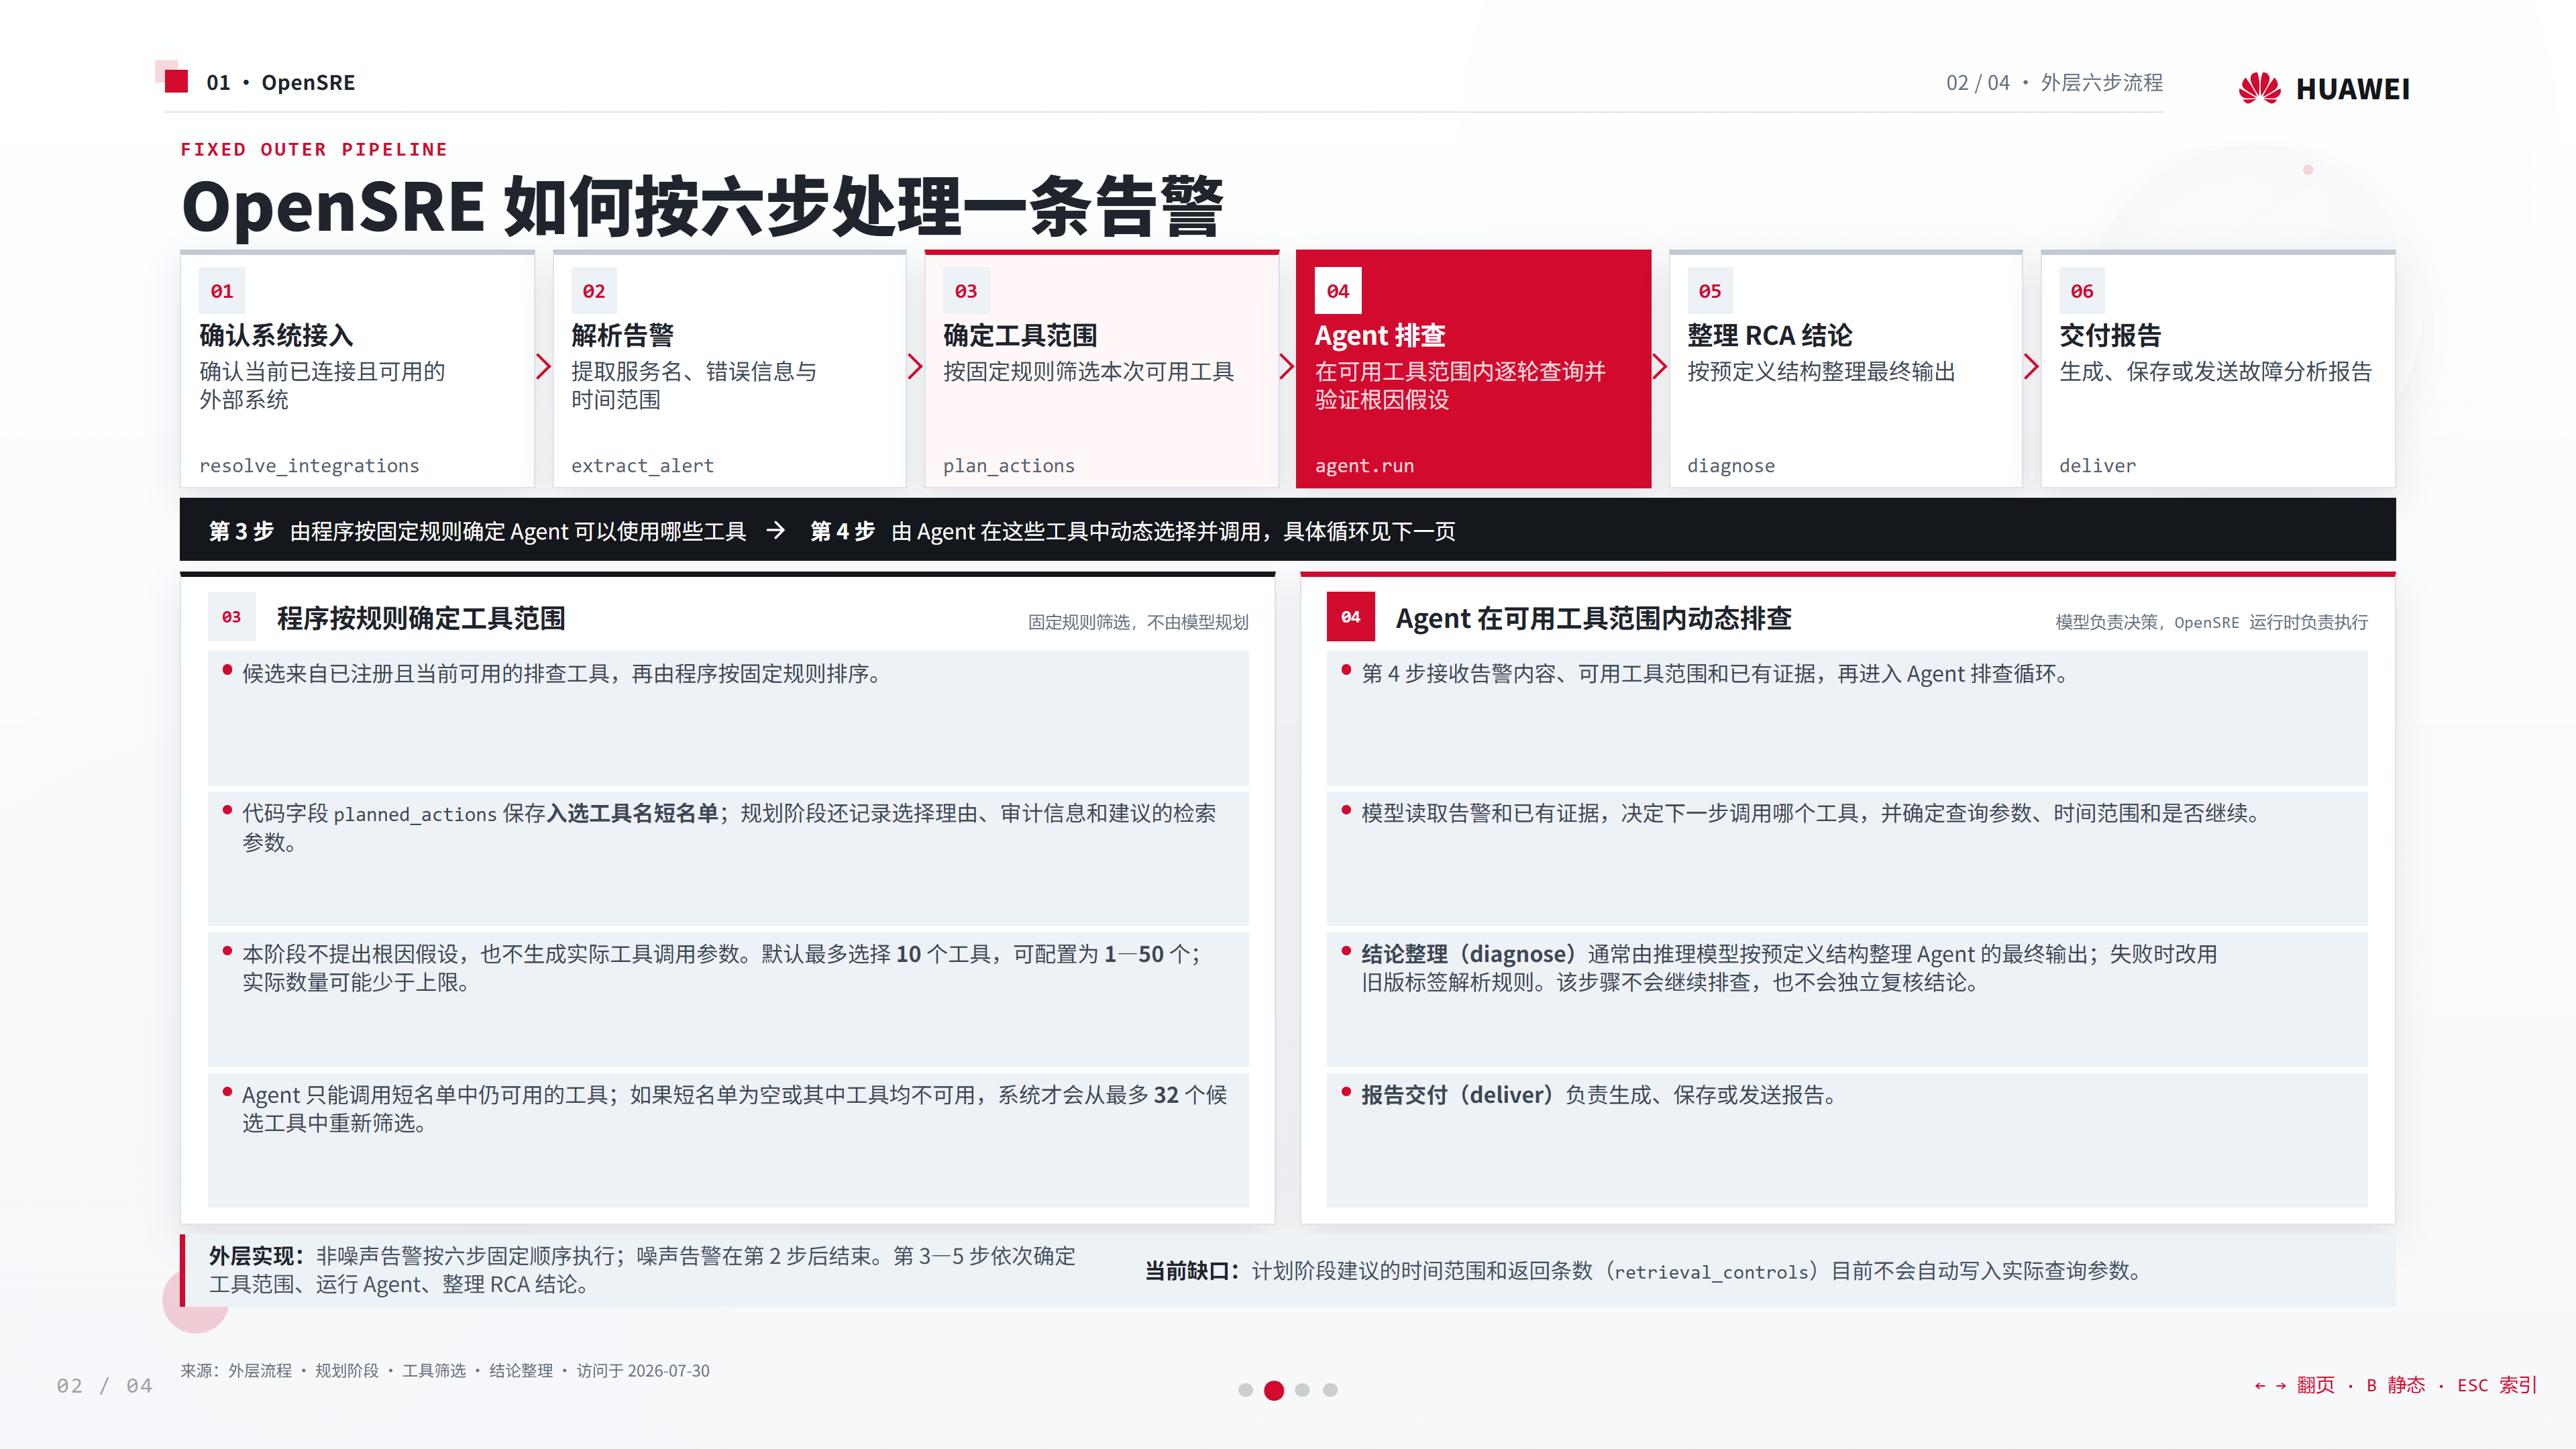 01 · OpenSRE
02 / 04 · 外层六步流程
HUAWEI
FIXED OUTER PIPELINE
OpenSRE 如何按六步处理一条告警
01
确认系统接入
确认当前已连接且可用的
外部系统
resolve_integrations
02
解析告警
提取服务名、错误信息与
时间范围
extract_alert
03
确定工具范围
按固定规则筛选本次可用工具
plan_actions
04
Agent 排查
在可用工具范围内逐轮查询并
验证根因假设
agent.run
05
整理 RCA 结论
按预定义结构整理最终输出
diagnose
06
交付报告
生成、保存或发送故障分析报告
deliver
第 3 步 由程序按固定规则确定 Agent 可以使用哪些工具 → 第 4 步 由 Agent 在这些工具中动态选择并调用，具体循环见下一页
03 程序按规则确定工具范围 固定规则筛选，不由模型规划
候选来自已注册且当前可用的排查工具，再由程序按固定规则排序。
代码字段 planned_actions 保存入选工具名短名单；规划阶段还记录选择理由、审计信息和建议的检索
参数。
本阶段不提出根因假设，也不生成实际工具调用参数。默认最多选择 10 个工具，可配置为 1—50 个；
实际数量可能少于上限。
Agent 只能调用短名单中仍可用的工具；如果短名单为空或其中工具均不可用，系统才会从最多 32 个候
选工具中重新筛选。
04 Agent 在可用工具范围内动态排查 模型负责决策，OpenSRE 运行时负责执行
第 4 步接收告警内容、可用工具范围和已有证据，再进入 Agent 排查循环。
模型读取告警和已有证据，决定下一步调用哪个工具，并确定查询参数、时间范围和是否继续。
结论整理（diagnose）通常由推理模型按预定义结构整理 Agent 的最终输出；失败时改用
旧版标签解析规则。该步骤不会继续排查，也不会独立复核结论。
报告交付（deliver）负责生成、保存或发送报告。
外层实现：非噪声告警按六步固定顺序执行；噪声告警在第 2 步后结束。第 3—5 步依次确定
工具范围、运行 Agent、整理 RCA 结论。
当前缺口：计划阶段建议的时间范围和返回条数（retrieval_controls）目前不会自动写入实际查询参数。
来源：外层流程 · 规划阶段 · 工具筛选 · 结论整理 · 访问于 2026-07-30
02 / 04
← → 翻页 · B 静态 · ESC 索引